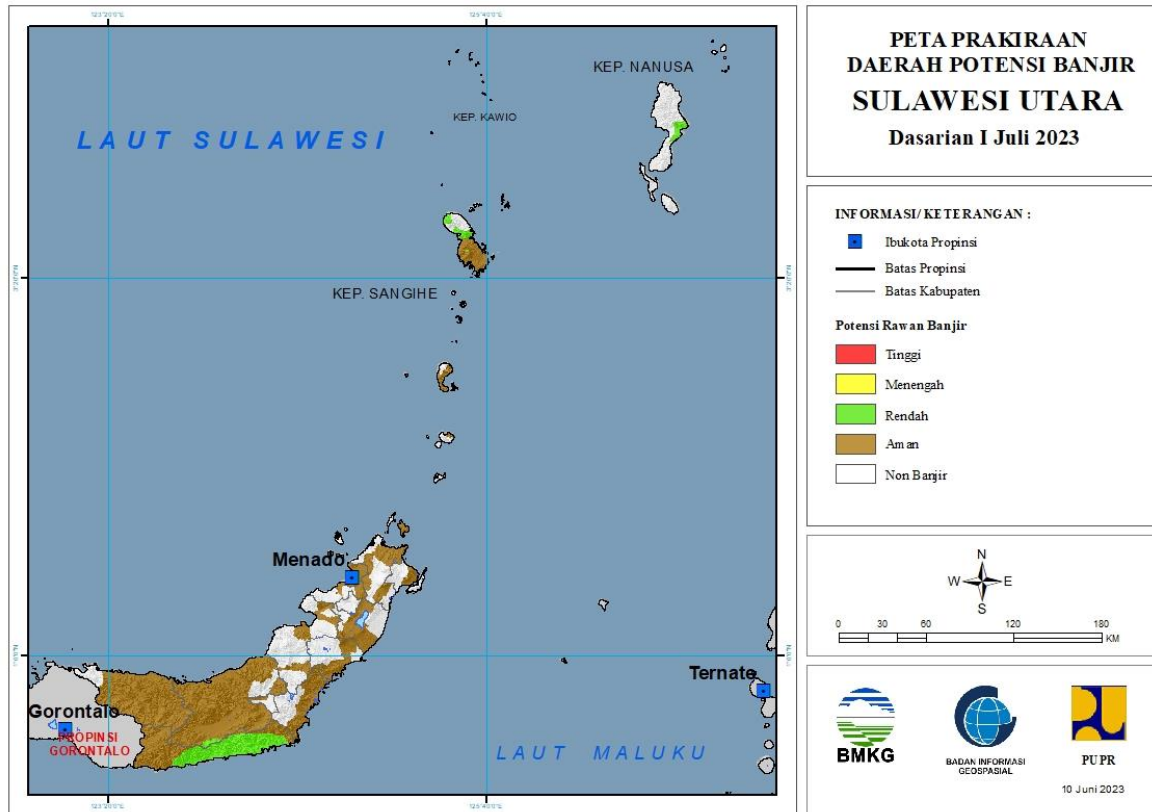 PETA PRAKIRAAN
DAERAH POTENSI BANJIR
SULAWESI UTARA
Dasarian I Juli 2023
INFORMASI/ KETERANGAN :
Ibukota Propinsi
Batas Propinsi
Batas Kabupaten
Potensi Rawan Banjir
Tinggi
Menengah
Rendah
Aman
Non Banjir
N
W E
S
0 30 60 120 180
KM
BMKG
BADAN INFORMASI
GEOSPASIAL
PUPR
10 Juni 2023
KEP. NANUSA
KEP. KAWIO
LAUT SULAWESI
KEP. SANGIHE
Menado
Ternate
Gorontalo
PROPINSI
GORONTALO
LAUT MALUKU